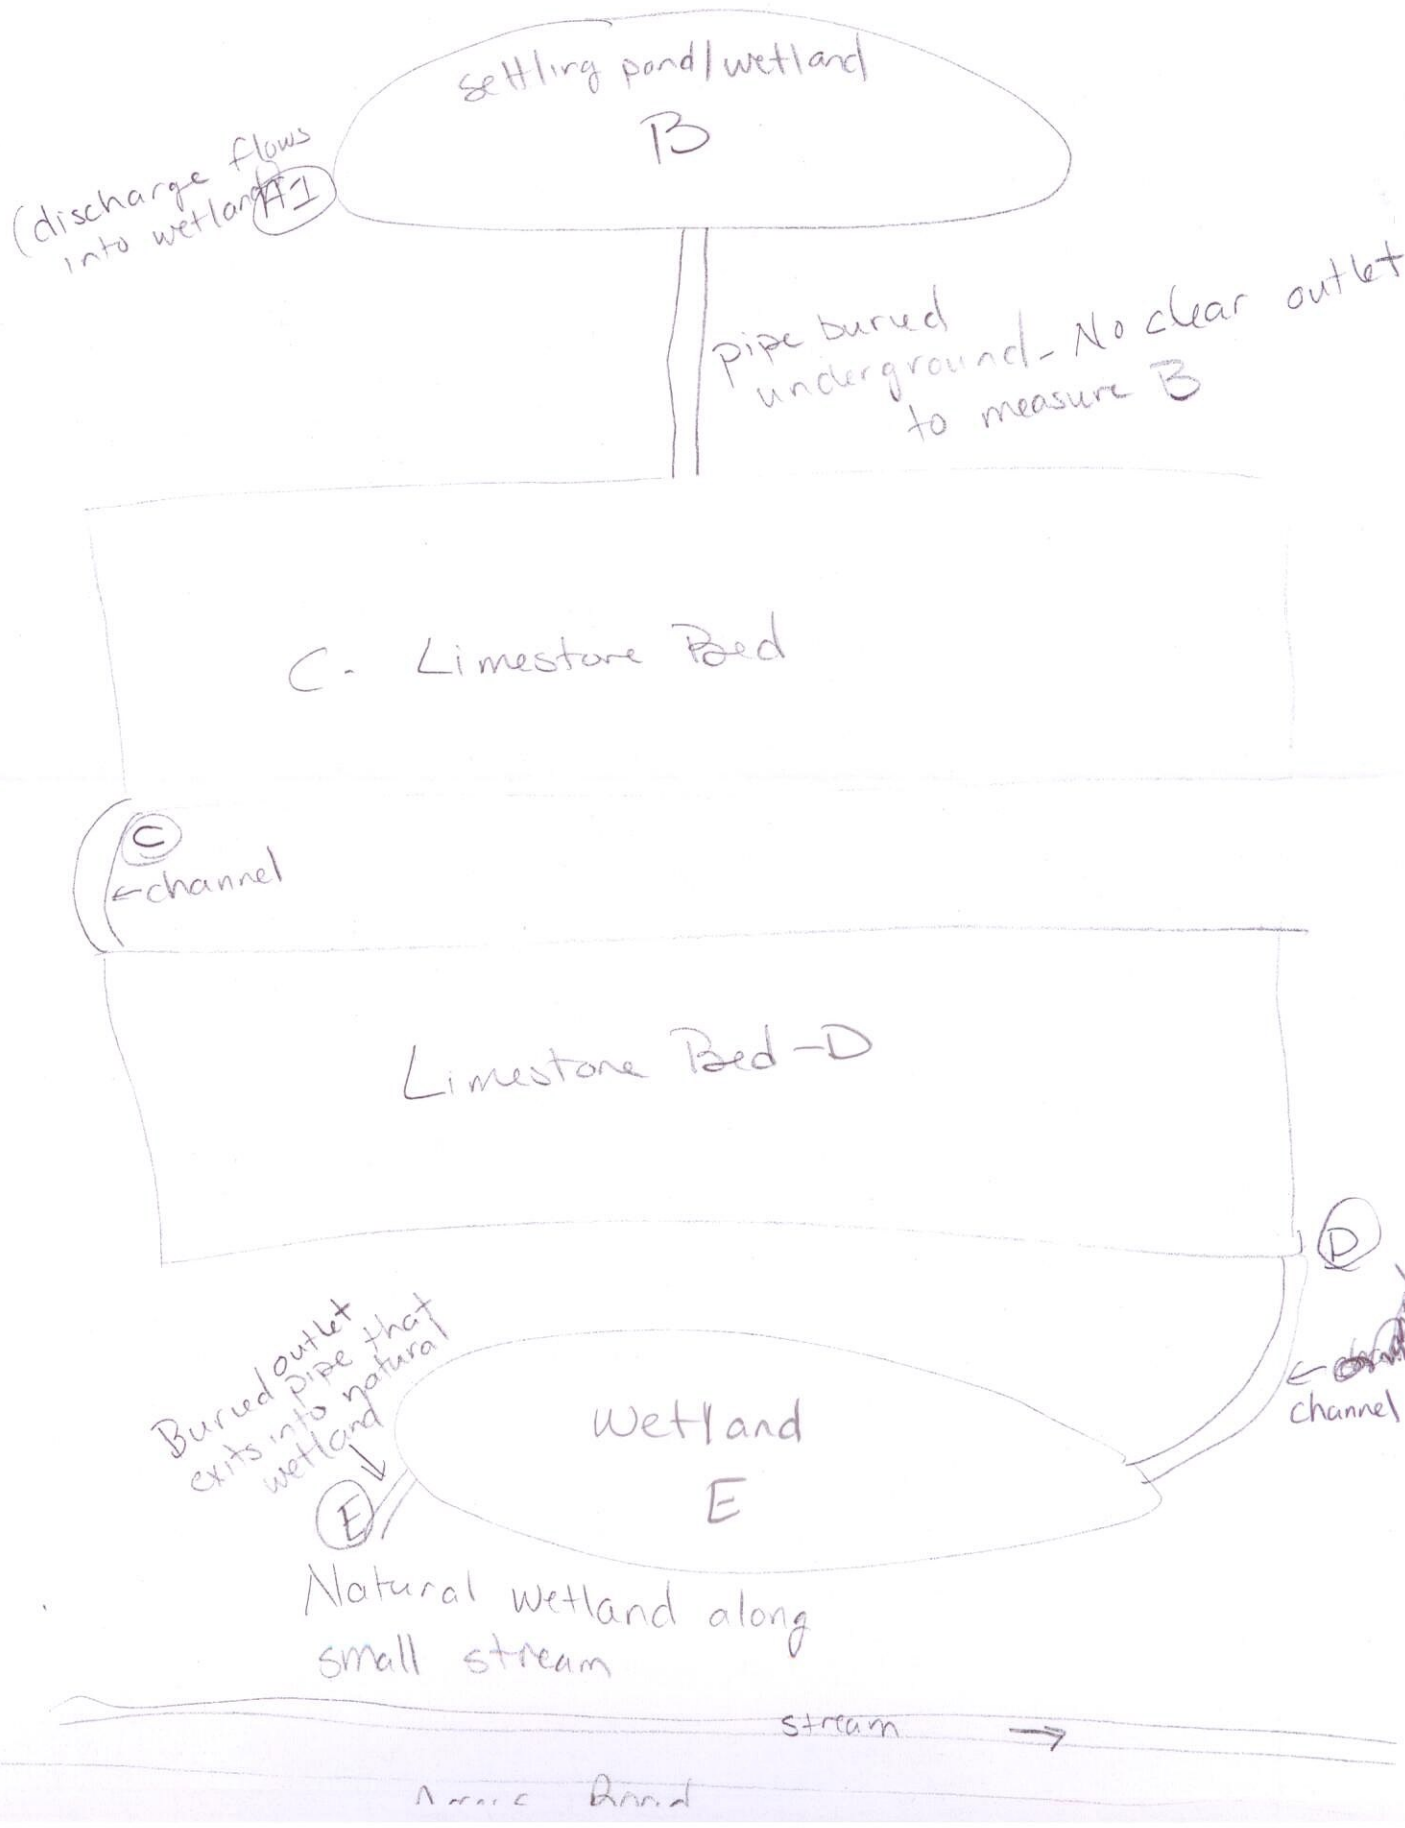 settling pond/wetland
B
(discharge flows
into wetland)
A1
pipe buried
underground - No clear outlet
to measure B
C. Limestone Bed
C
←channel
Limestone Bed - D
D
←
channel
Buried outlet
pipe that
exits into natural
wetland
E
Wetland
E
Natural wetland along
small stream
stream →